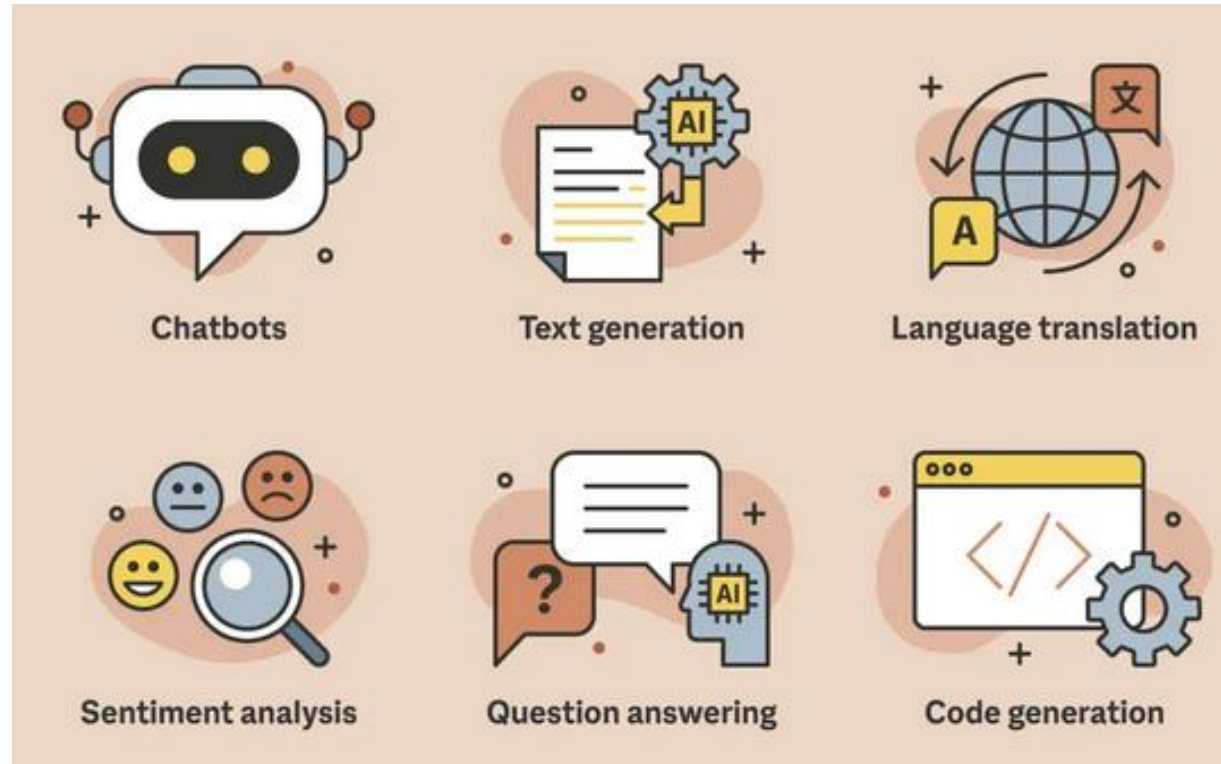 AI
文
A
Chatbots
Text generation
Language translation
?
AI
</>
Sentiment analysis
Question answering
Code generation